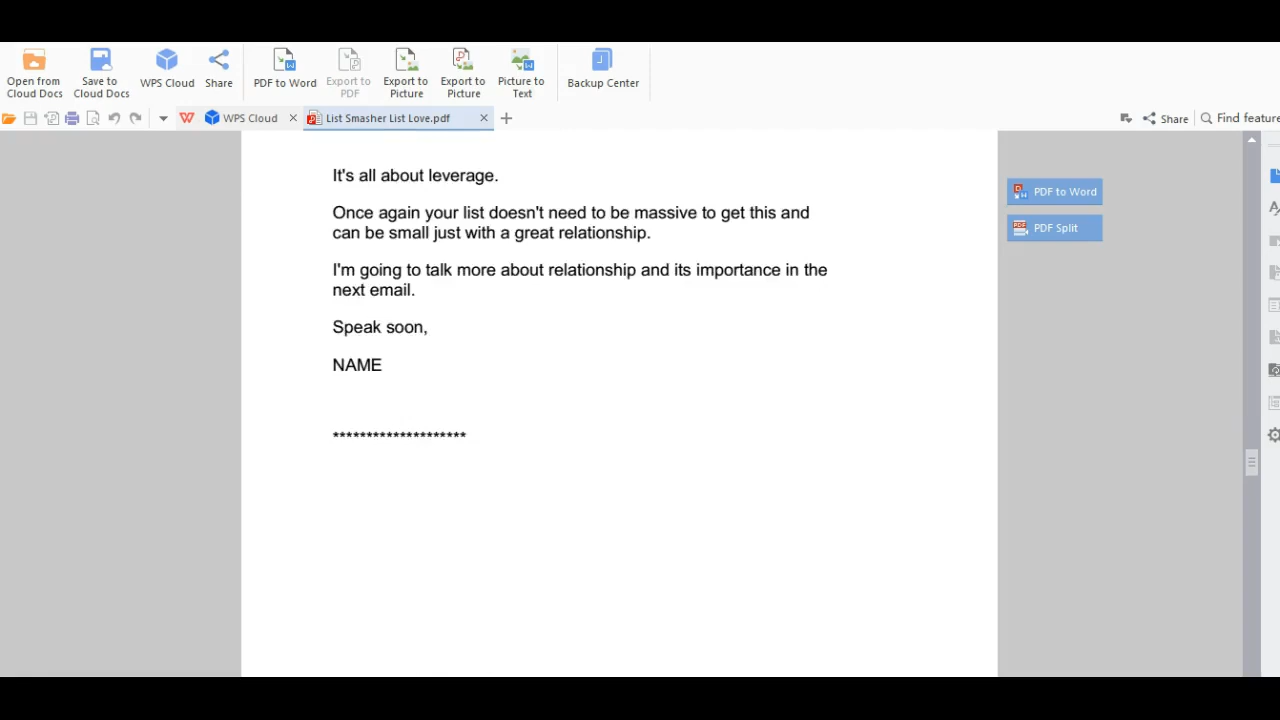 Open from
Cloud Docs
Save to
Cloud Docs
WPS Cloud
Share
PDF to Word
Export to
PDF
Export to
Picture
Export to
Picture
Picture to
Text
Backup Center
WPS Cloud
List Smasher List Love.pdf
Share
Find feature
It's all about leverage.
Once again your list doesn't need to be massive to get this and
can be small just with a great relationship.
I'm going to talk more about relationship and its importance in the
next email.
Speak soon,
NAME
********************
PDF to Word
PDF Split